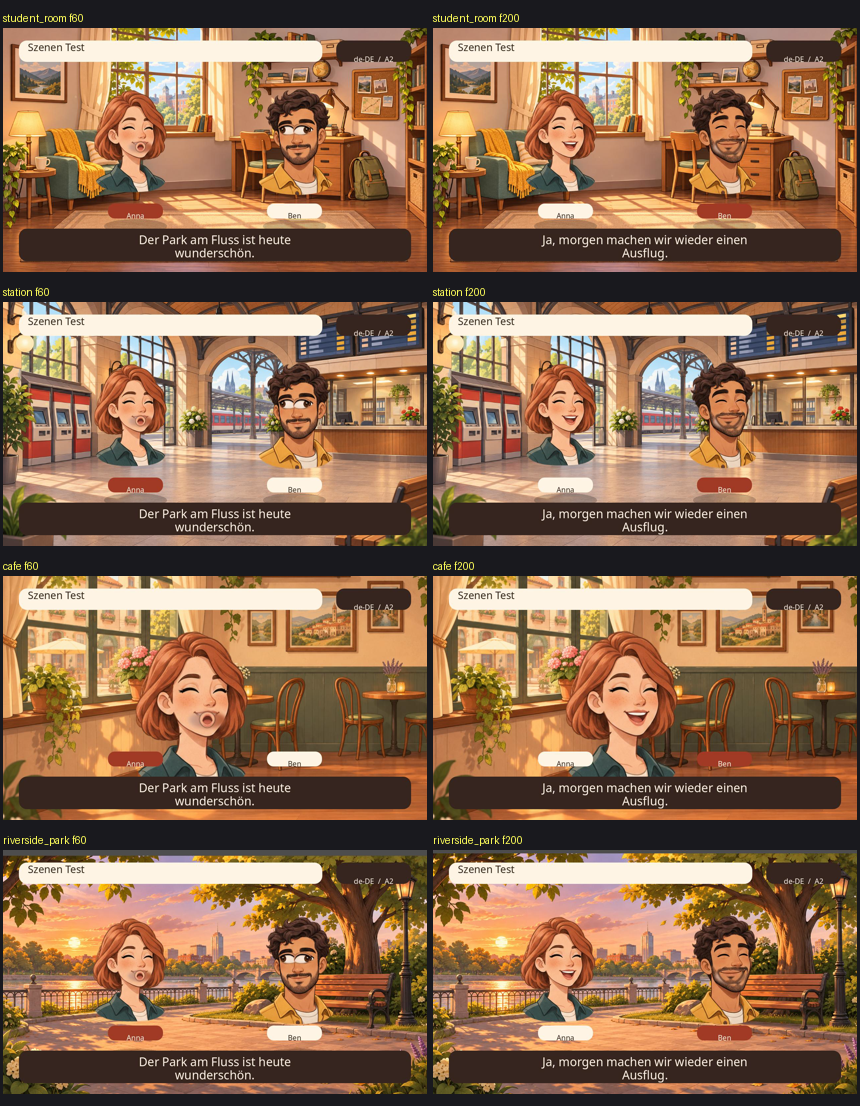 student_room f60
student_room f200
Szenen Test
de-DE / A2
Szenen Test
de-DE / A2
Anna
Ben
Anna
Ben
Der Park am Fluss ist heute
wunderschön.
Ja, morgen machen wir wieder einen
Ausflug.
station f60
station f200
Szenen Test
de-DE / A2
Szenen Test
de-DE / A2
Anna
Ben
Anna
Ben
Der Park am Fluss ist heute
wunderschön.
Ja, morgen machen wir wieder einen
Ausflug.
cafe f60
cafe f200
Szenen Test
de-DE / A2
Szenen Test
de-DE / A2
Anna
Ben
Anna
Ben
Der Park am Fluss ist heute
wunderschön.
Ja, morgen machen wir wieder einen
Ausflug.
riverside_park f60
riverside_park f200
Szenen Test
de-DE / A2
Szenen Test
de-DE / A2
Anna
Ben
Anna
Ben
Der Park am Fluss ist heute
wunderschön.
Ja, morgen machen wir wieder einen
Ausflug.